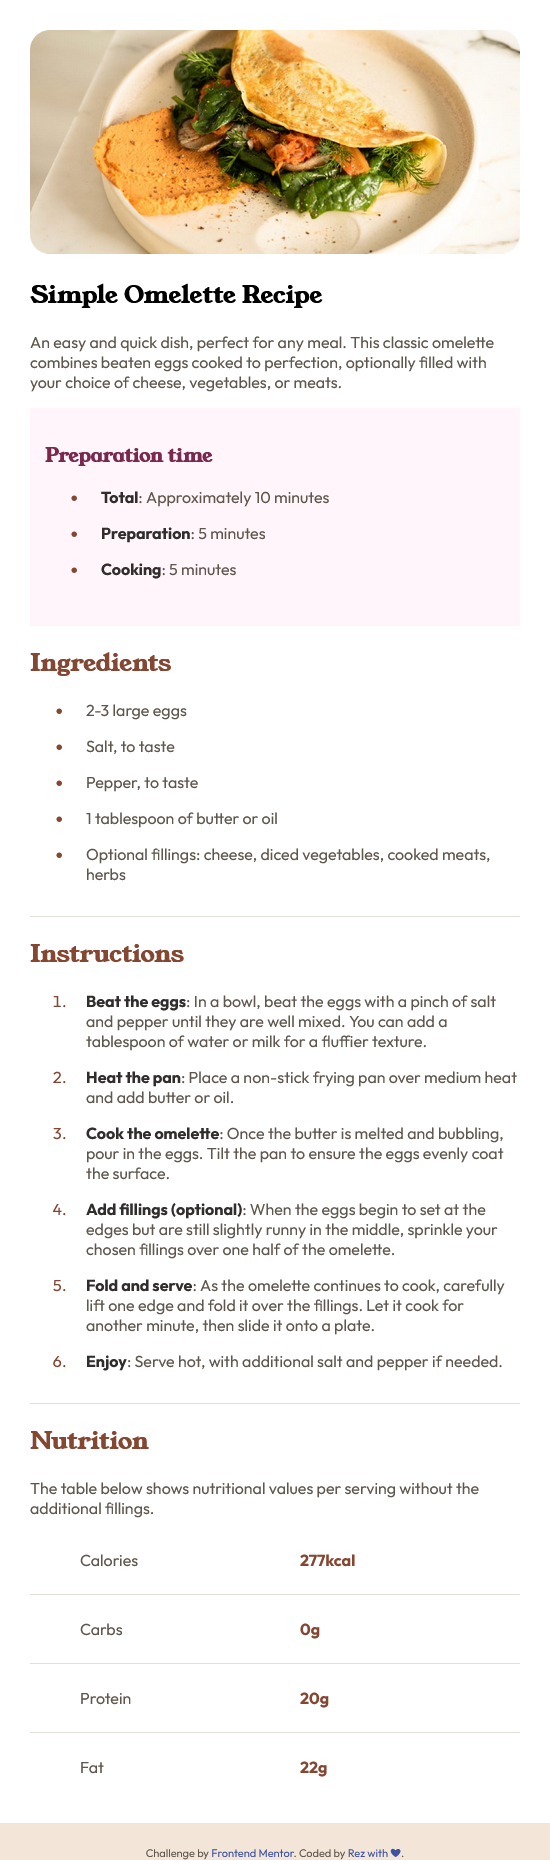 Simple Omelette Recipe
An easy and quick dish, perfect for any meal. This classic omelette
combines beaten eggs cooked to perfection, optionally filled with
your choice of cheese, vegetables, or meats.
Preparation time
• Total: Approximately 10 minutes
• Preparation: 5 minutes
• Cooking: 5 minutes
Ingredients
• 2-3 large eggs
• Salt, to taste
• Pepper, to taste
• 1 tablespoon of butter or oil
• Optional fillings: cheese, diced vegetables, cooked meats,
herbs
Instructions
1. Beat the eggs: In a bowl, beat the eggs with a pinch of salt
and pepper until they are well mixed. You can add a
tablespoon of water or milk for a fluffier texture.
2. Heat the pan: Place a non-stick frying pan over medium heat
and add butter or oil.
3. Cook the omelette: Once the butter is melted and bubbling,
pour in the eggs. Tilt the pan to ensure the eggs evenly coat
the surface.
4. Add fillings (optional): When the eggs begin to set at the
edges but are still slightly runny in the middle, sprinkle your
chosen fillings over one half of the omelette.
5. Fold and serve: As the omelette continues to cook, carefully
lift one edge and fold it over the fillings. Let it cook for
another minute, then slide it onto a plate.
6. Enjoy: Serve hot, with additional salt and pepper if needed.
Nutrition
The table below shows nutritional values per serving without the
additional fillings.
Calories 277kcal
Carbs 0g
Protein 20g
Fat 22g
Challenge by Frontend Mentor. Coded by Rez with ♥.